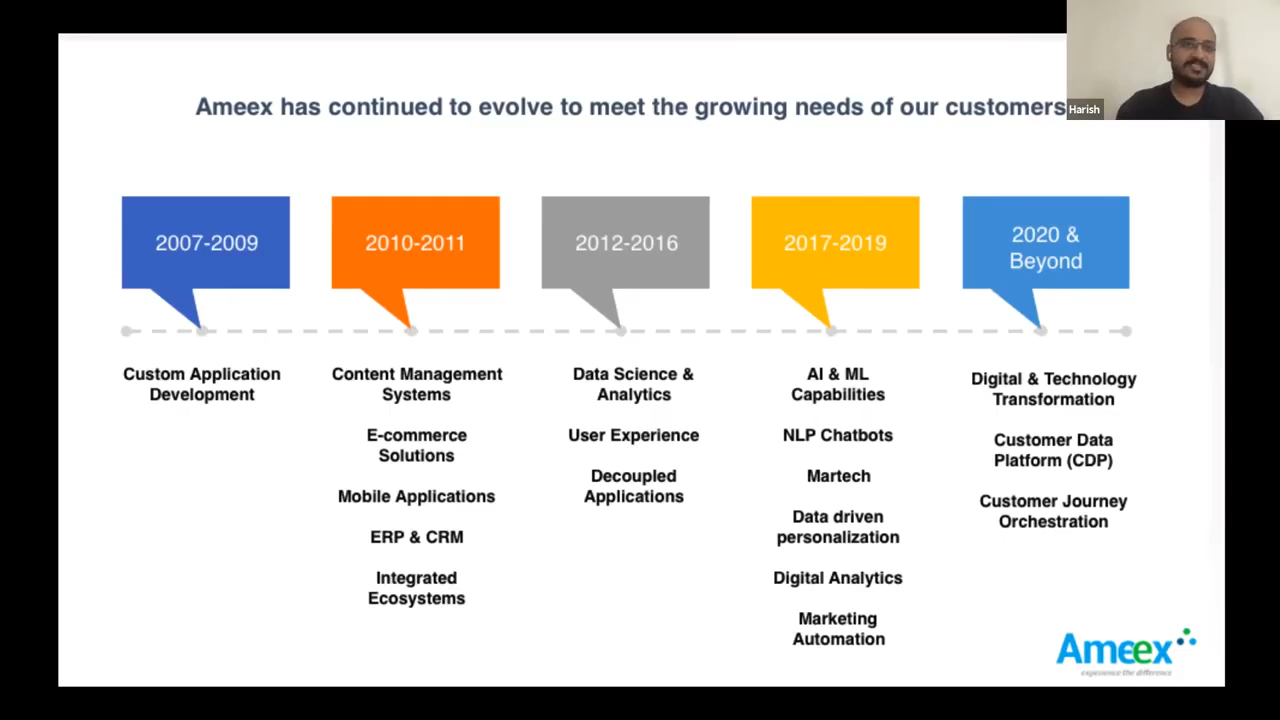 Ameex has continued to evolve to meet the growing needs of our customers
Harish
2007-2009
2010-2011
2012-2016
2017-2019
2020 &
Beyond
Custom Application
Development
Content Management
Systems
E-commerce
Solutions
Mobile Applications
ERP & CRM
Integrated
Ecosystems
Data Science &
Analytics
User Experience
Decoupled
Applications
AI & ML
Capabilities
NLP Chatbots
Martech
Data driven
personalization
Digital Analytics
Marketing
Automation
Digital & Technology
Transformation
Customer Data
Platform (CDP)
Customer Journey
Orchestration
Ameex
experience the difference